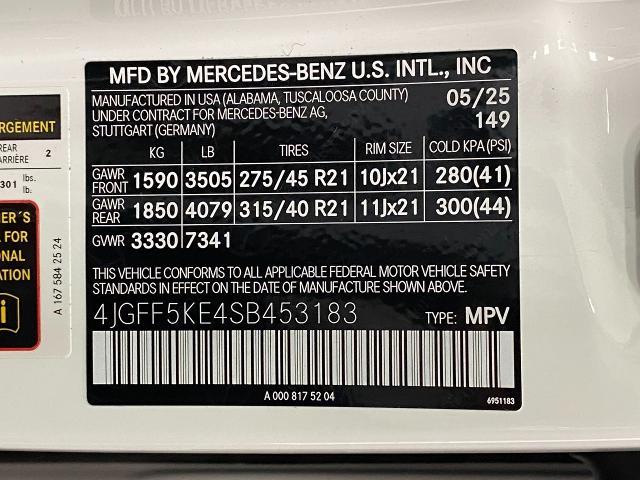 MFD BY MERCEDES-BENZ U.S. INTL., INC
MANUFACTURED IN USA (ALABAMA, TUSCALOOSA COUNTY) 05/25
UNDER CONTRACT FOR MERCEDES-BENZ AG, 149
STUTTGART (GERMANY)
KG LB TIRES RIM SIZE COLD KPA (PSI)
GAWR FRONT 1590 3505 275/45 R21 10Jx21 280(41)
GAWR REAR 1850 4079 315/40 R21 11Jx21 300(44)
GVWR 3330 7341
THIS VEHICLE CONFORMS TO ALL APPLICABLE FEDERAL MOTOR VEHICLE SAFETY
STANDARDS IN EFFECT ON THE DATE OF MANUFACTURE SHOWN ABOVE.
4JGFF5KE4SB453183 TYPE: MPV
A 000 817 52 04 6951183
ARGEMENT
REAR
ARRIÈRE 2
301 lbs.
lb.
FOR
ONAL
ATION
A 167 584 25 24